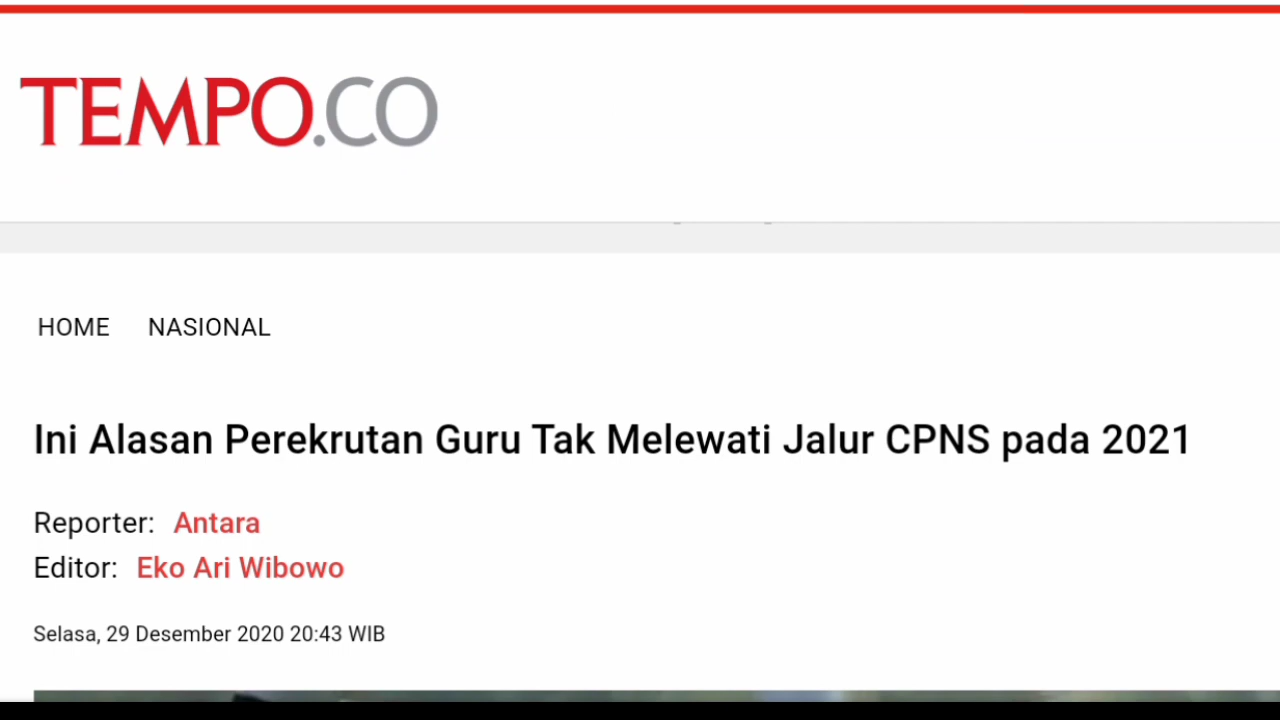 TEMPO.CO
HOME NASIONAL
Ini Alasan Perekrutan Guru Tak Melewati Jalur CPNS pada 2021
Reporter: Antara
Editor: Eko Ari Wibowo
Selasa, 29 Desember 2020 20:43 WIB